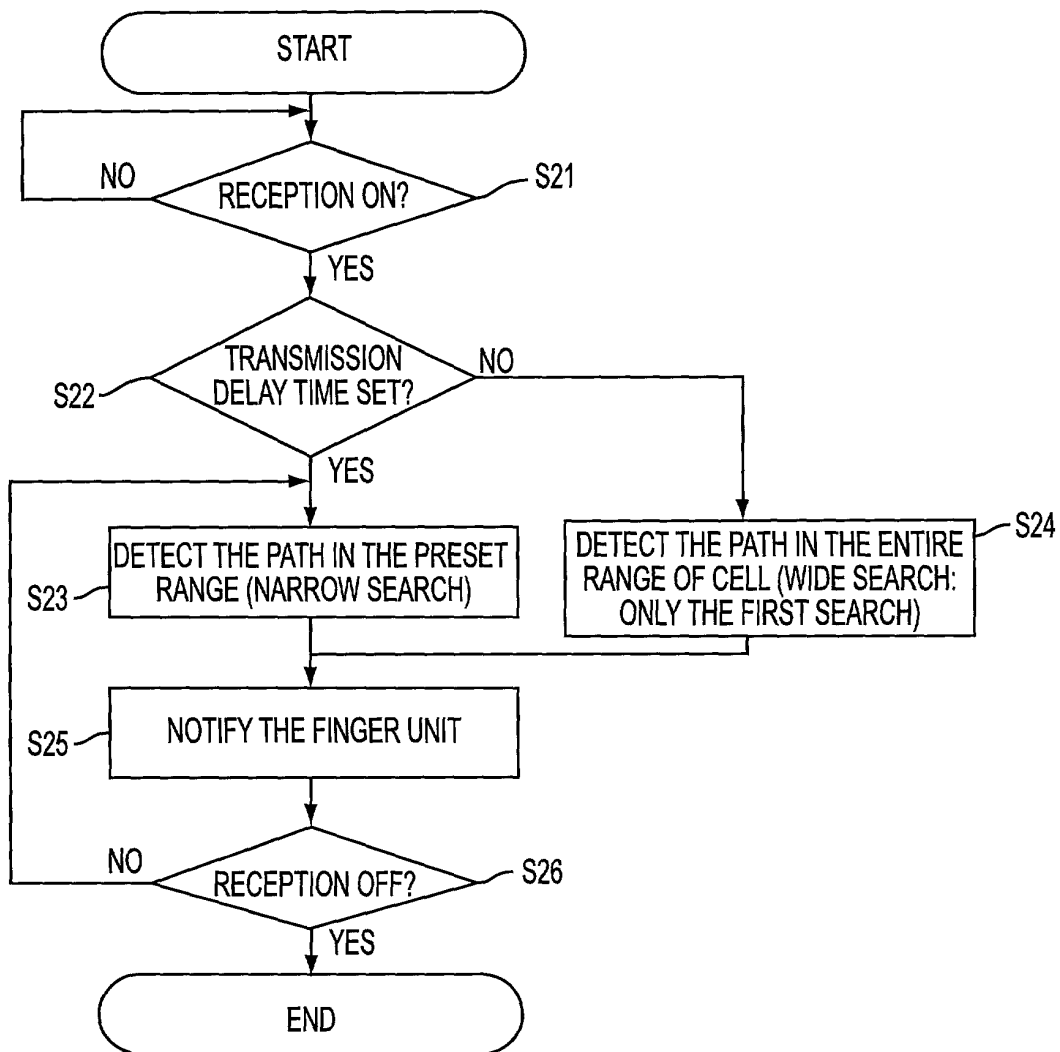 START
NO
RECEPTION ON?
S21
YES
TRANSMISSION
DELAY TIME SET?
NO
S22
YES
DETECT THE PATH IN THE PRESET
RANGE (NARROW SEARCH)
S23
DETECT THE PATH IN THE ENTIRE
RANGE OF CELL (WIDE SEARCH:
ONLY THE FIRST SEARCH)
S24
NOTIFY THE FINGER UNIT
S25
NO
RECEPTION OFF?
S26
YES
END